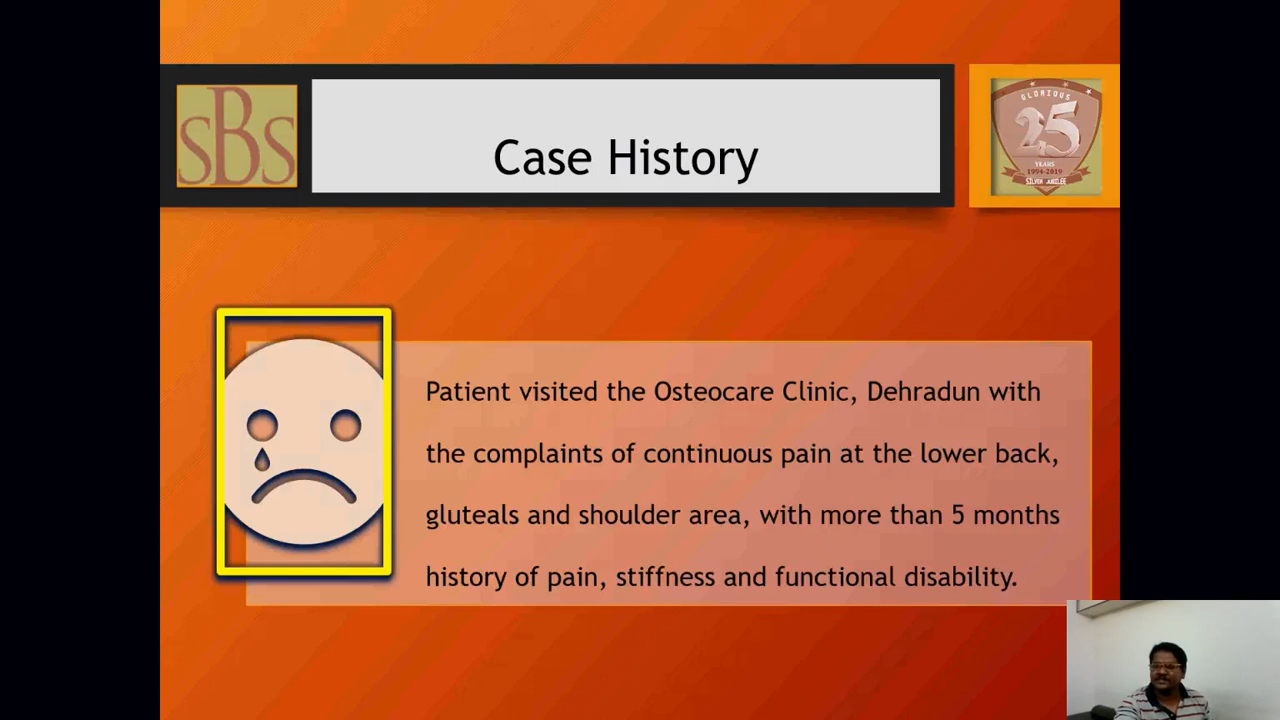 SBS
Case History
GLORIOUS
25
YEARS
1994-2019
SILVER JUBILEE
Patient visited the Osteocare Clinic, Dehradun with
the complaints of continuous pain at the lower back,
gluteals and shoulder area, with more than 5 months
history of pain, stiffness and functional disability.